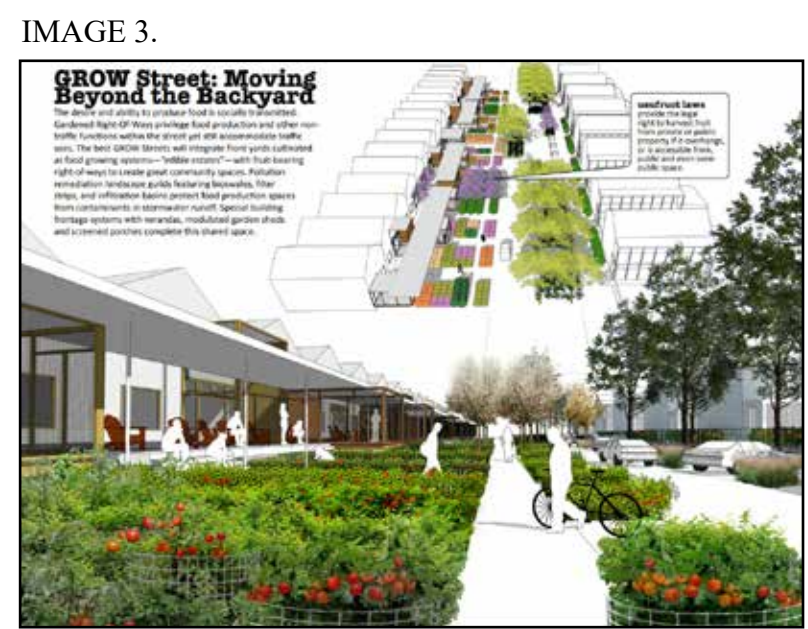 IMAGE 3.
GROW Street: Moving
Beyond the Backyard
The desire and ability to produce food is socially transmitted.
Gardened Right-Of-Ways privilege food production and other non-
traffic functions within the street yet still accommodate traffic
uses. The best GROW Streets will integrate front yards cultivated
as food growing systems—"edible estates"—with fruit-bearing
right-of-ways to create great community spaces. Pollution
remediation landscape guilds featuring bioswales, filter
strips, and infiltration basins protect food production spaces
from contaminants in stormwater runoff. Special building
frontage systems with verandas, modulated garden sheds
and screened porches complete this shared space.
usufruct laws
provide the legal
right to harvest fruit
from private or public
property if it overhangs,
or is accessible from,
public and even semi-
public space.